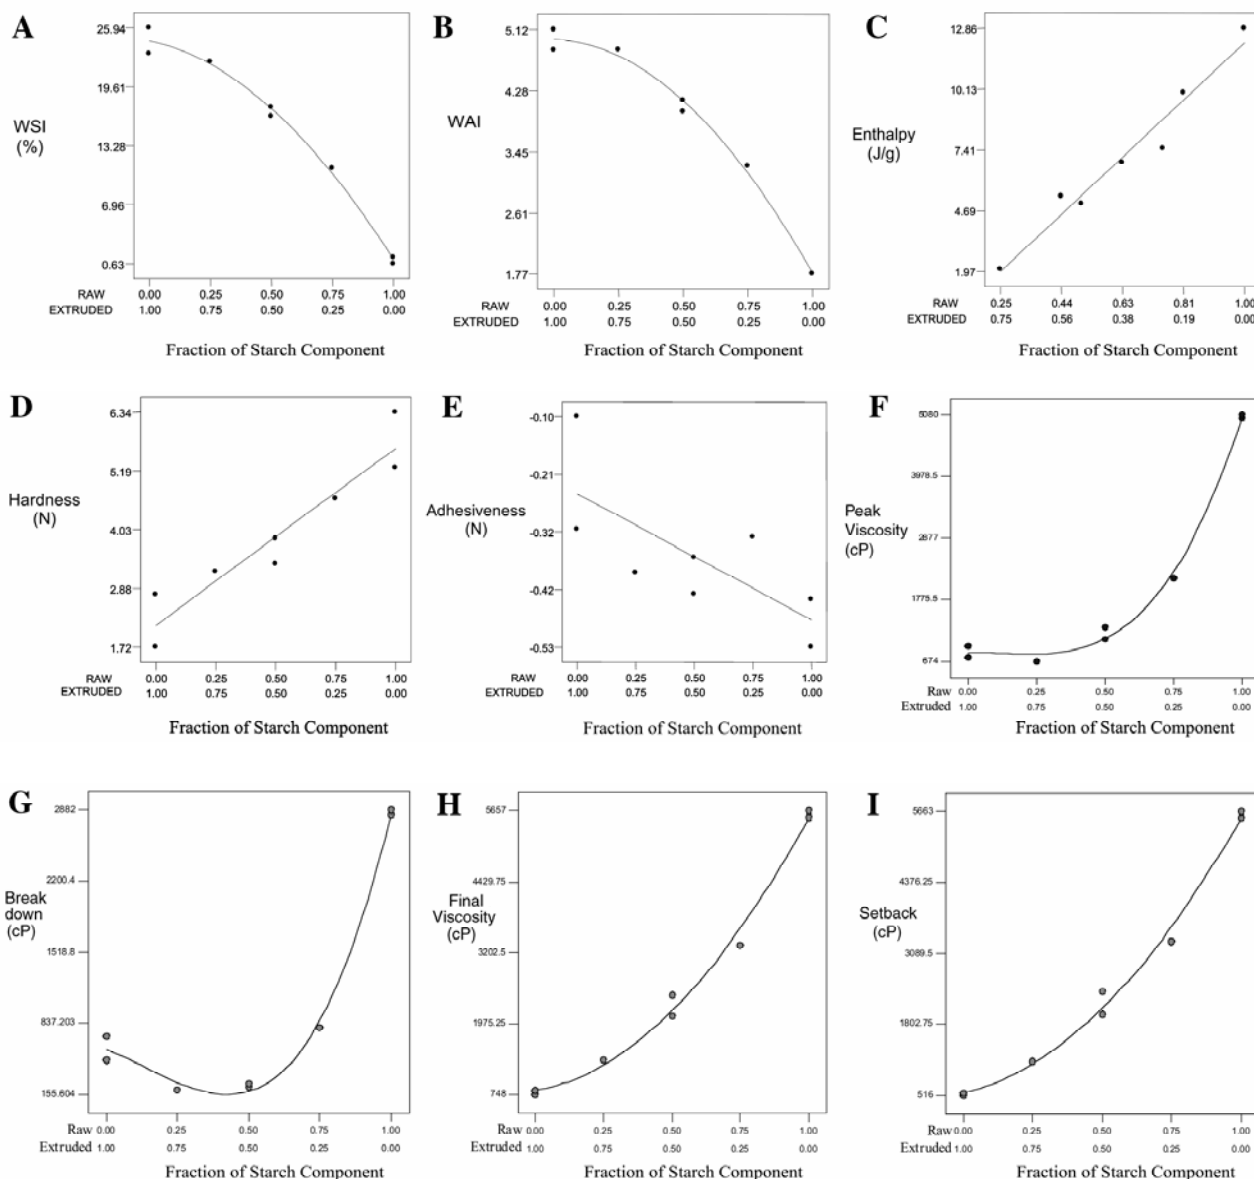 A
25.94
19.61
13.28
6.96
0.63
WSI
(%)
RAW 0.00 0.25 0.50 0.75 1.00
EXTRUDED 1.00 0.75 0.50 0.25 0.00
Fraction of Starch Component
B
5.12
4.28
3.45
2.61
1.77
WAI
RAW 0.00 0.25 0.50 0.75 1.00
EXTRUDED 1.00 0.75 0.50 0.25 0.00
Fraction of Starch Component
C
12.86
10.13
7.41
4.69
1.97
Enthalpy
(J/g)
RAW 0.25 0.44 0.63 0.81 1.00
EXTRUDED 0.75 0.56 0.38 0.19 0.00
Fraction of Starch Component
D
6.34
5.19
4.03
2.88
1.72
Hardness
(N)
RAW 0.00 0.25 0.50 0.75 1.00
EXTRUDED 1.00 0.75 0.50 0.25 0.00
Fraction of Starch Component
E
-0.10
-0.21
-0.32
-0.42
-0.53
Adhesiveness
(N)
RAW 0.00 0.25 0.50 0.75 1.00
EXTRUDED 1.00 0.75 0.50 0.25 0.00
Fraction of Starch Component
F
5080
3978.5
2877
1775.5
674
Peak
Viscosity
(cP)
Raw 0.00 0.25 0.50 0.75 1.00
Extruded 1.00 0.75 0.50 0.25 0.00
Fraction of Starch Component
G
2882
2200.4
1518.8
837.203
155.604
Break
down
(cP)
Raw 0.00 0.25 0.50 0.75 1.00
Extruded 1.00 0.75 0.50 0.25 0.00
Fraction of Starch Component
H
5657
4429.75
3202.5
1975.25
748
Final
Viscosity
(cP)
Raw 0.00 0.25 0.50 0.75 1.00
Extruded 1.00 0.75 0.50 0.25 0.00
Fraction of Starch Component
I
5663
4376.25
3089.5
1802.75
516
Setback
(cP)
Raw 0.00 0.25 0.50 0.75 1.00
Extruded 1.00 0.75 0.50 0.25 0.00
Fraction of Starch Component